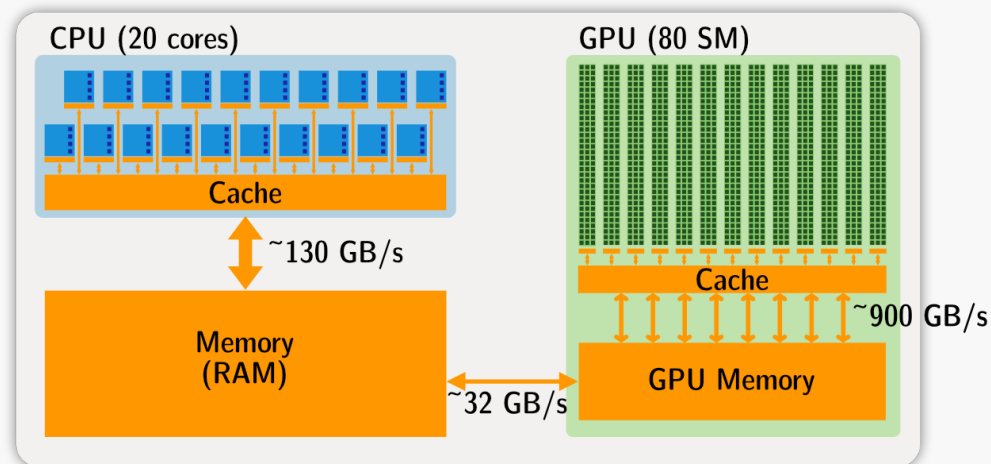 CPU (20 cores)
GPU (80 SM)
Cache
~130 GB/s
Cache
~900 GB/s
Memory
(RAM)
GPU Memory
~32 GB/s